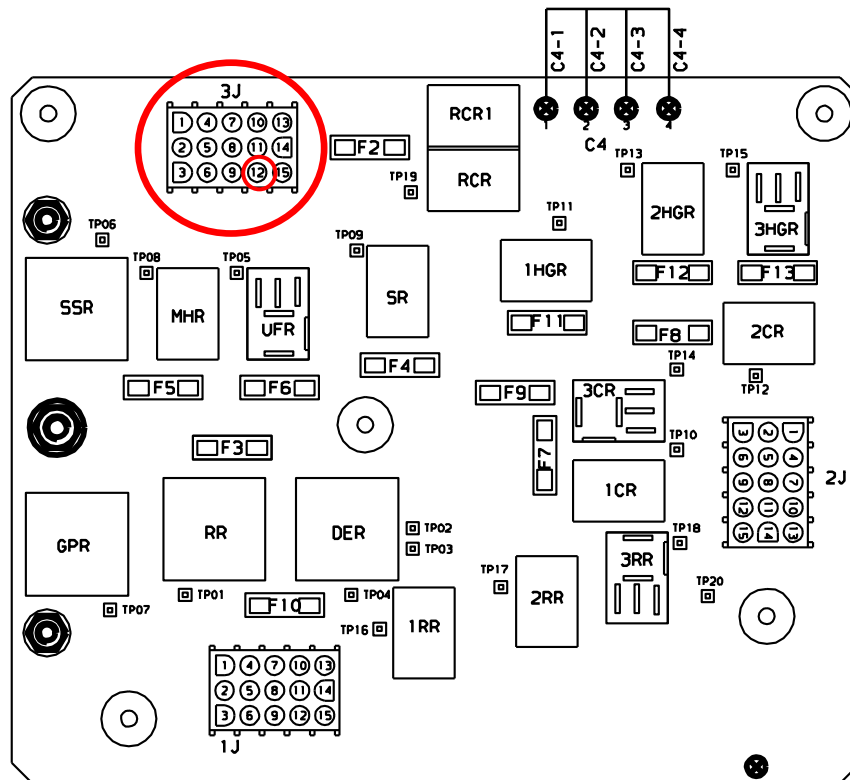 C4-1 C4-2 C4-3 C4-4
3J
1 4 7 10 13
2 5 8 11 14
3 6 9 12 15
F2
RCR1
1 2 3 4
C4
RCR
TP19
TP13
TP15
2HGR
3HGR
TP06
TP11
TP09
TP08
TP05
1HGR
F12
F13
SSR
MHR
UFR
SR
F11
F8
2CR
F4
TP14
TP12
F5
F6
F9
3CR
F3
F7
TP10
3 2 1
6 5 4
9 8 7
12 11 10
15 14 13
2J
1CR
GPR
RR
DER
TP02
TP03
TP18
3RR
TP17
TP20
TP07
TP01
F10
TP04
1RR
2RR
TP16
1 4 7 10 13
2 5 8 11 14
3 6 9 12 15
1J